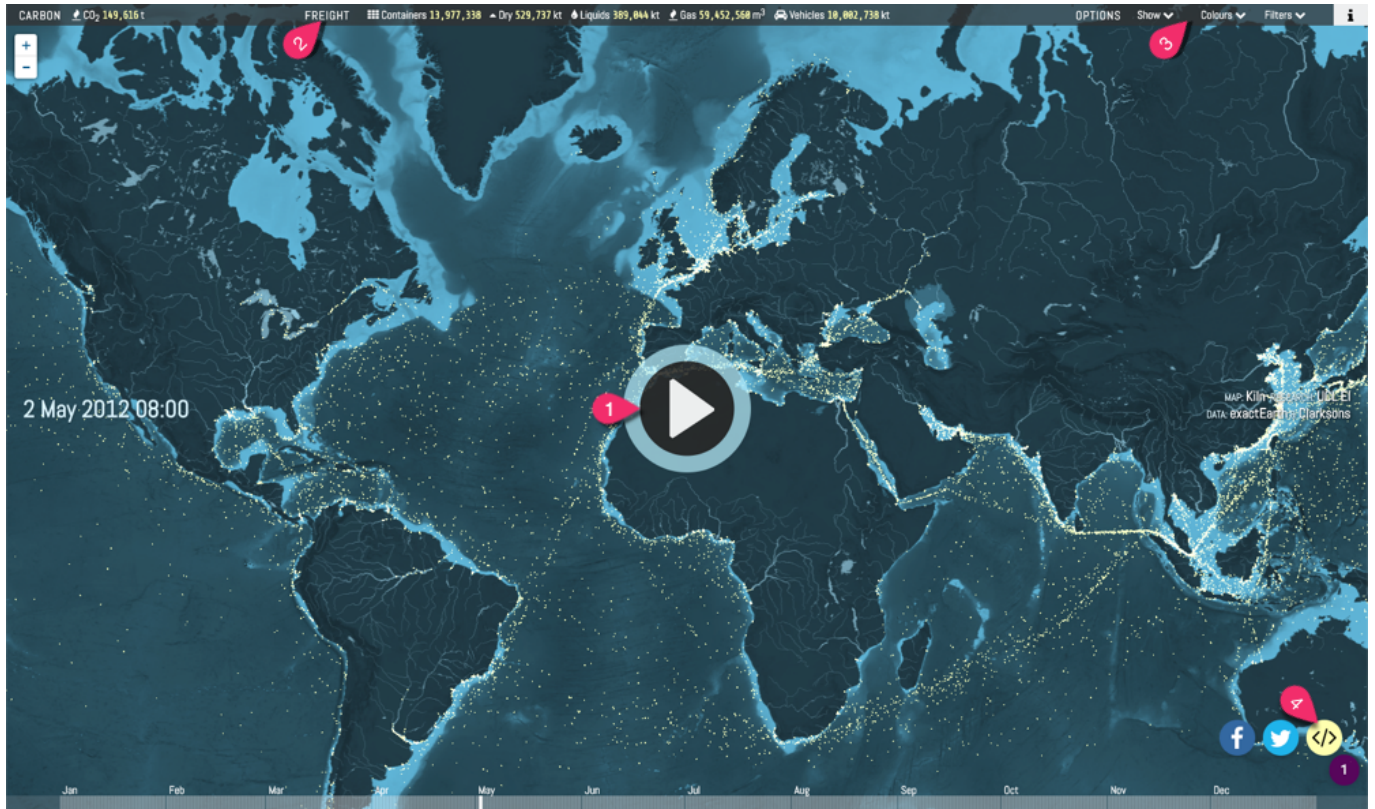 CARBON CO2 149,616 t FREIGHT Containers 13,977,338 Dry 529,737 kt Liquids 389,044 kt Gas 59,452,560 m3 Vehicles 10,002,738 kt OPTIONS Show Colours Filters i
2
3
+
-
1
2 May 2012 08:00
MAP: Kiln
DATA: exactEarth Clarksons
4
f </>
1
Jan Feb Mar Apr May Jun Jul Aug Sep Oct Nov Dec